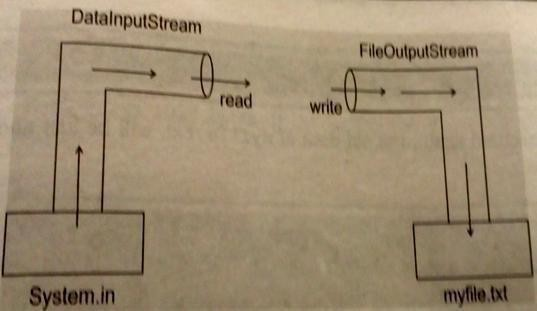 DataInputStream
FileOutputStream
read
write
System.in
myfile.txt